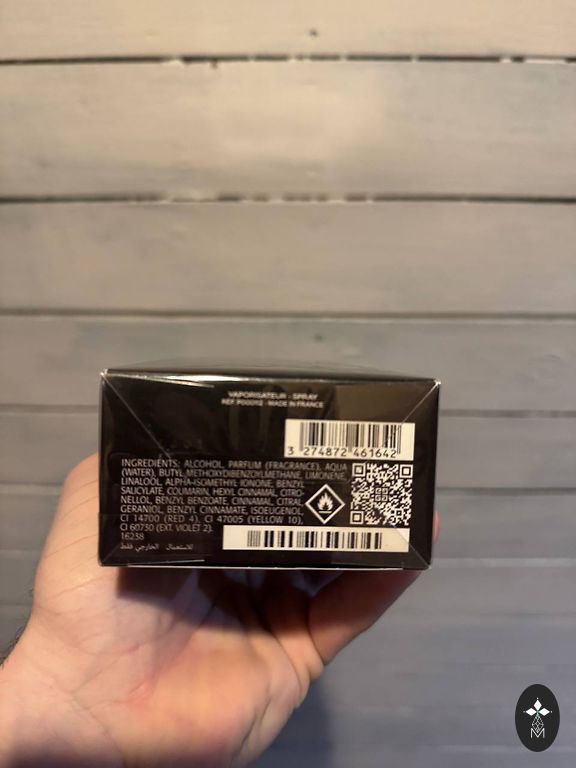 VAPORISATEUR - SPRAY
REF. P000012 - MADE IN FRANCE
3 274872 461642
INGREDIENTS: ALCOHOL, PARFUM (FRAGRANCE), AQUA
(WATER), BUTYL METHOXYDIBENZOYLMETHANE, LIMONENE,
LINALOOL, ALPHA-ISOMETHYL IONONE, BENZYL
SALICYLATE, COUMARIN, HEXYL CINNAMAL, CITRO-
NELLOL, BENZYL BENZOATE, CINNAMAL, CITRAL,
GERANIOL, BENZYL CINNAMATE, ISOEUGENOL,
CI 14700 (RED 4), CI 47005 (YELLOW 10),
CI 60730 (EXT. VIOLET 2).
16238
للاستعمال الخارجي فقط
M